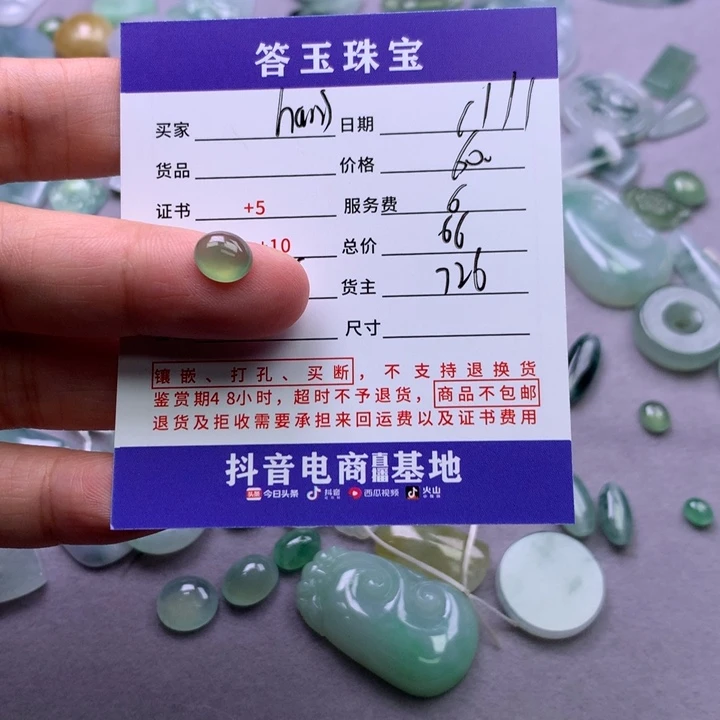 答玉珠宝
买家 日期
货品 价格 60.
证书 +5 服务费 6
+10 总价 66
货主 726
尺寸
镶嵌、打孔、买断，不支持退换货
鉴赏期4 8小时，超时不予退货，商品不包邮
退货及拒收需要承担来回运费以及证书费用
抖音电商直播基地
头条 今日头条 抖音 西瓜视频 火山